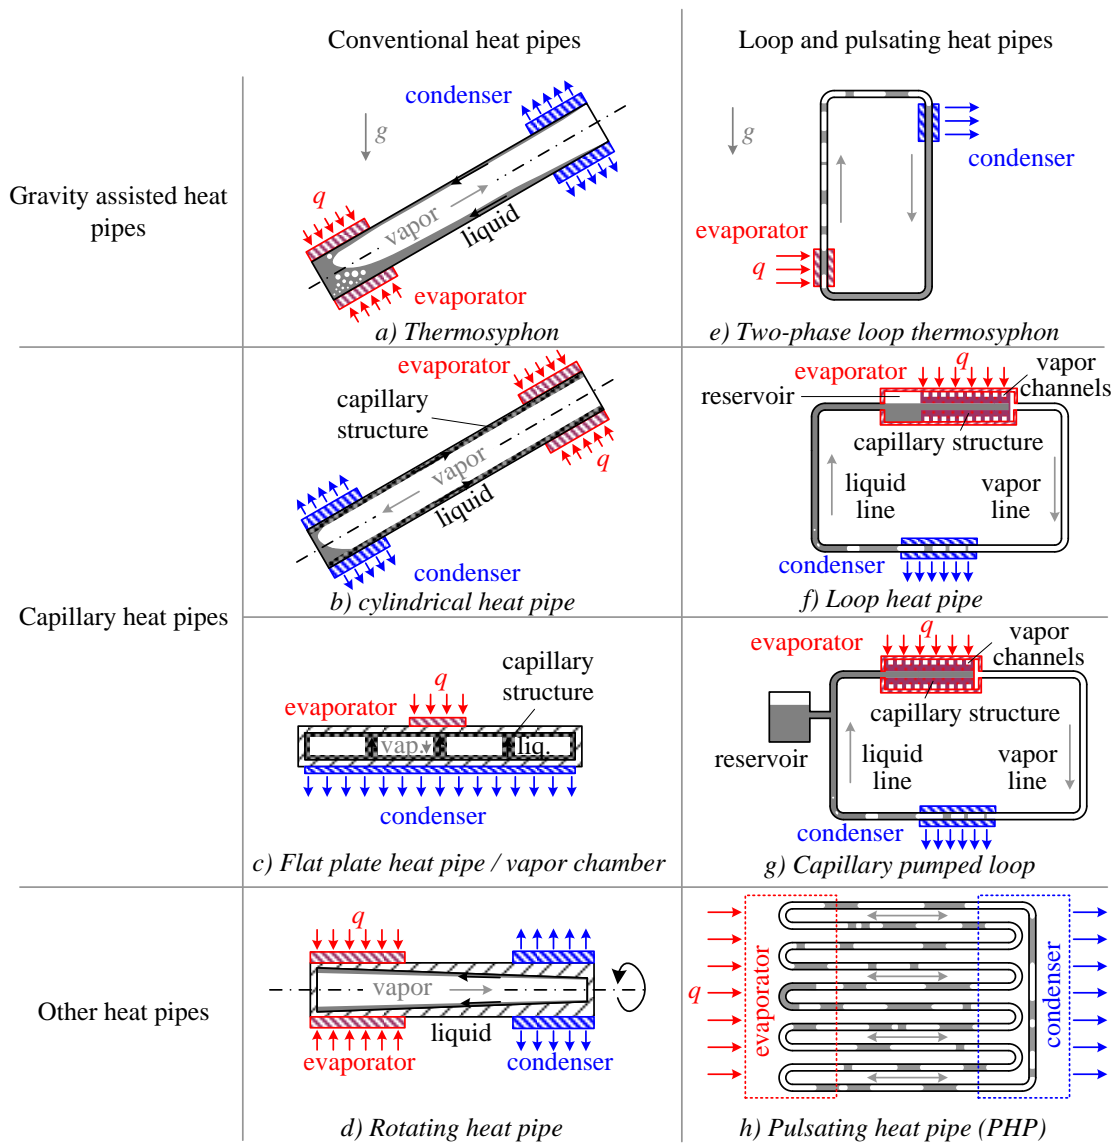 Conventional heat pipes
Loop and pulsating heat pipes
Gravity assisted heat
pipes
g
condenser
q
vapor
liquid
evaporator
a) Thermosyphon
g
condenser
evaporator
q
e) Two-phase loop thermosyphon
Capillary heat pipes
evaporator
capillary
structure
q
vapor
liquid
condenser
b) cylindrical heat pipe
evaporator
q
vapor
channels
reservoir
capillary structure
liquid
line
vapor
line
condenser
f) Loop heat pipe
capillary
structure
q
evaporator
vap.
liq.
condenser
c) Flat plate heat pipe / vapor chamber
q
evaporator
vapor
channels
capillary structure
reservoir
liquid
line
vapor
line
condenser
g) Capillary pumped loop
Other heat pipes
q
vapor
liquid
evaporator
condenser
d) Rotating heat pipe
q
evaporator
condenser
h) Pulsating heat pipe (PHP)